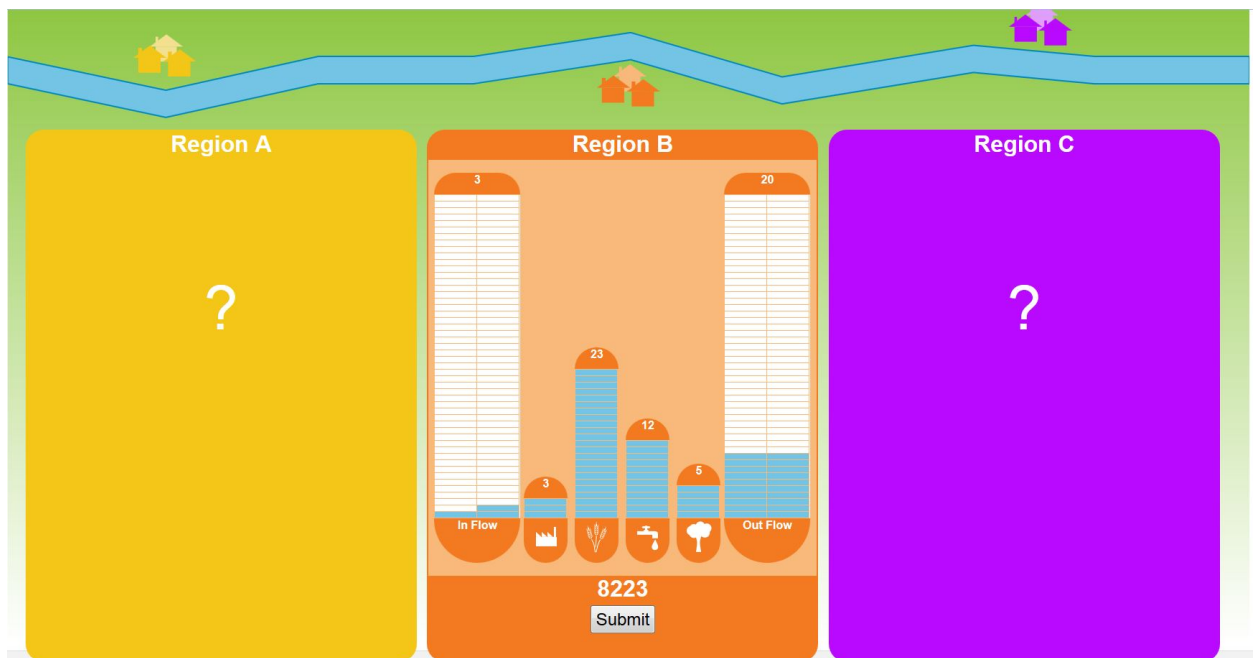 Region A
?
Region B
3
20
23
12
5
3
In Flow
Out Flow
8223
Submit
Region C
?